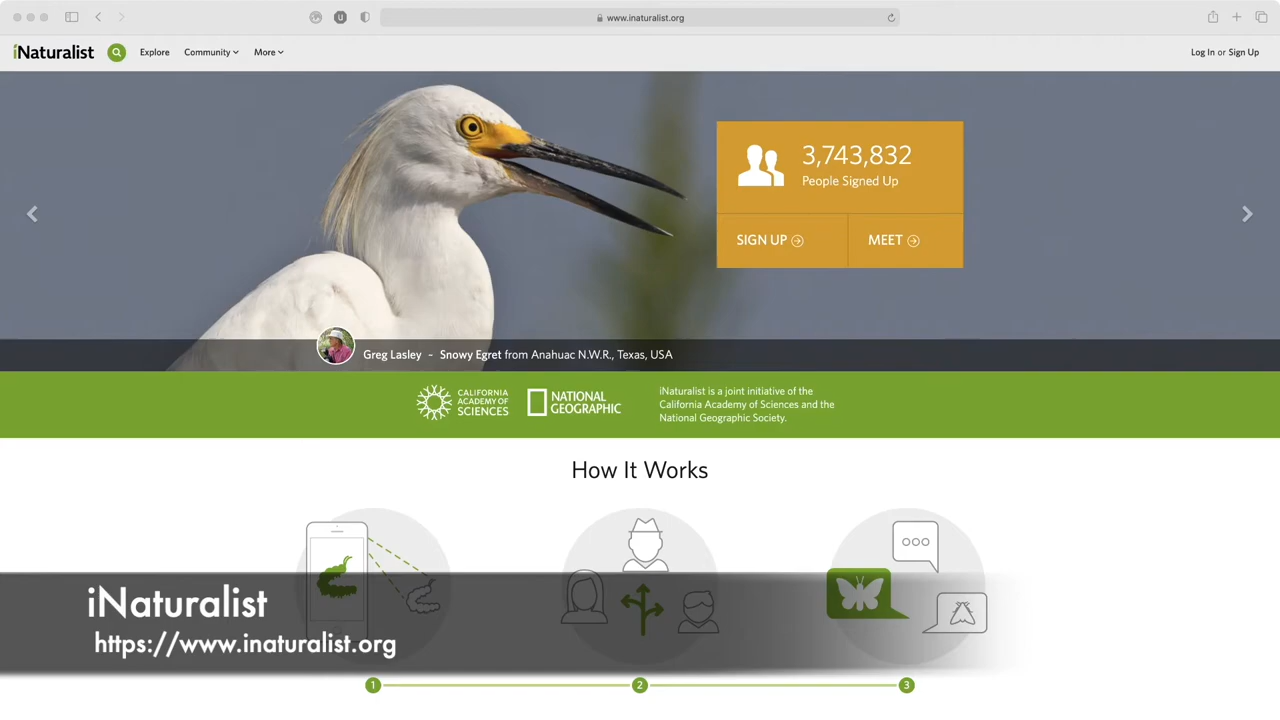 www.inaturalist.org
iNaturalist
Explore
Community
More
Log In or Sign Up
3,743,832
People Signed Up
SIGN UP
MEET
Greg Lasley - Snowy Egret from Anahuac N.W.R., Texas, USA
CALIFORNIA
ACADEMY OF
SCIENCES
NATIONAL
GEOGRAPHIC
iNaturalist is a joint initiative of the
California Academy of Sciences and the
National Geographic Society.
How It Works
iNaturalist
https://www.inaturalist.org
1
2
3